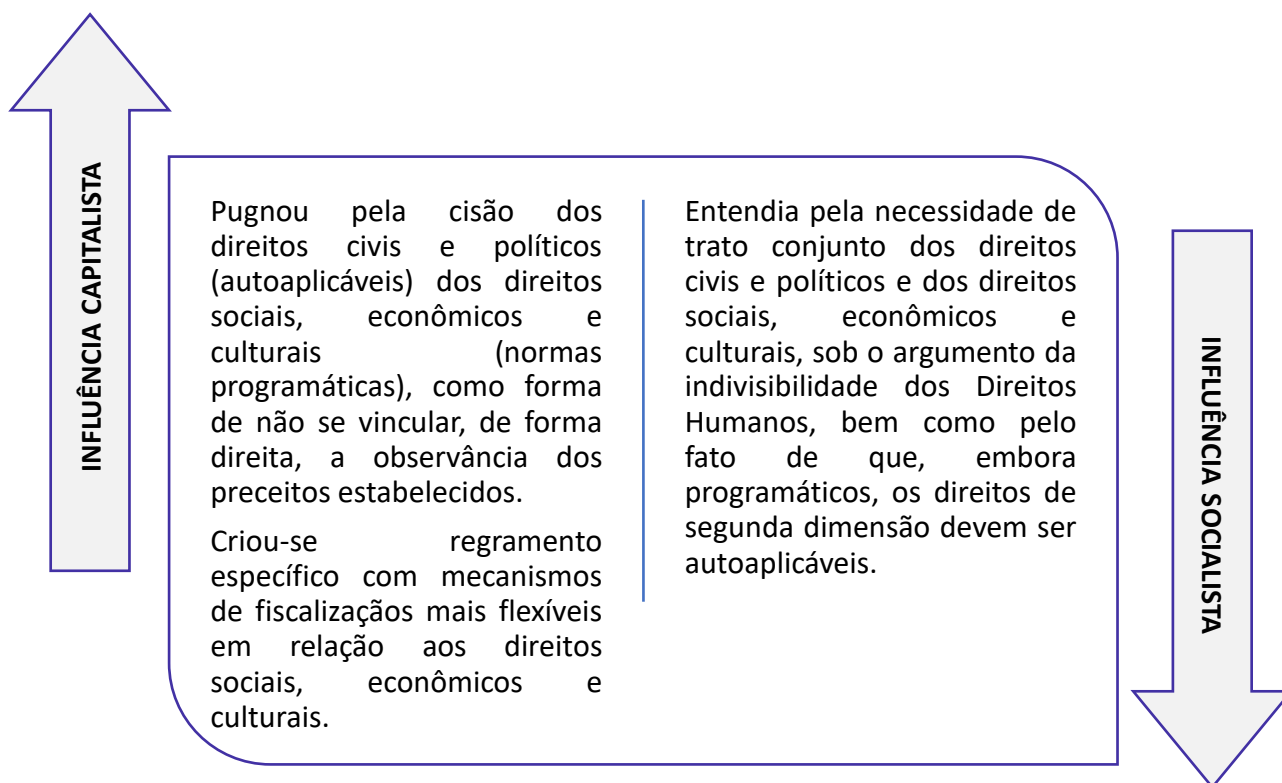 INFLUÊNCIA CAPITALISTA
Pugnou pela cisão dos
direitos civis e políticos
(autoaplicáveis) dos direitos
sociais, econômicos e
culturais (normas
programáticas), como forma
de não se vincular, de forma
direita, a observância dos
preceitos estabelecidos.
Criou-se regramento
específico com mecanismos
de fiscalizaçãos mais flexíveis
em relação aos direitos
sociais, econômicos e
culturais.
Entendia pela necessidade de
trato conjunto dos direitos
civis e políticos e dos direitos
sociais, econômicos e
culturais, sob o argumento da
indivisibilidade dos Direitos
Humanos, bem como pelo
fato de que, embora
programáticos, os direitos de
segunda dimensão devem ser
autoaplicáveis.
INFLUÊNCIA SOCIALISTA